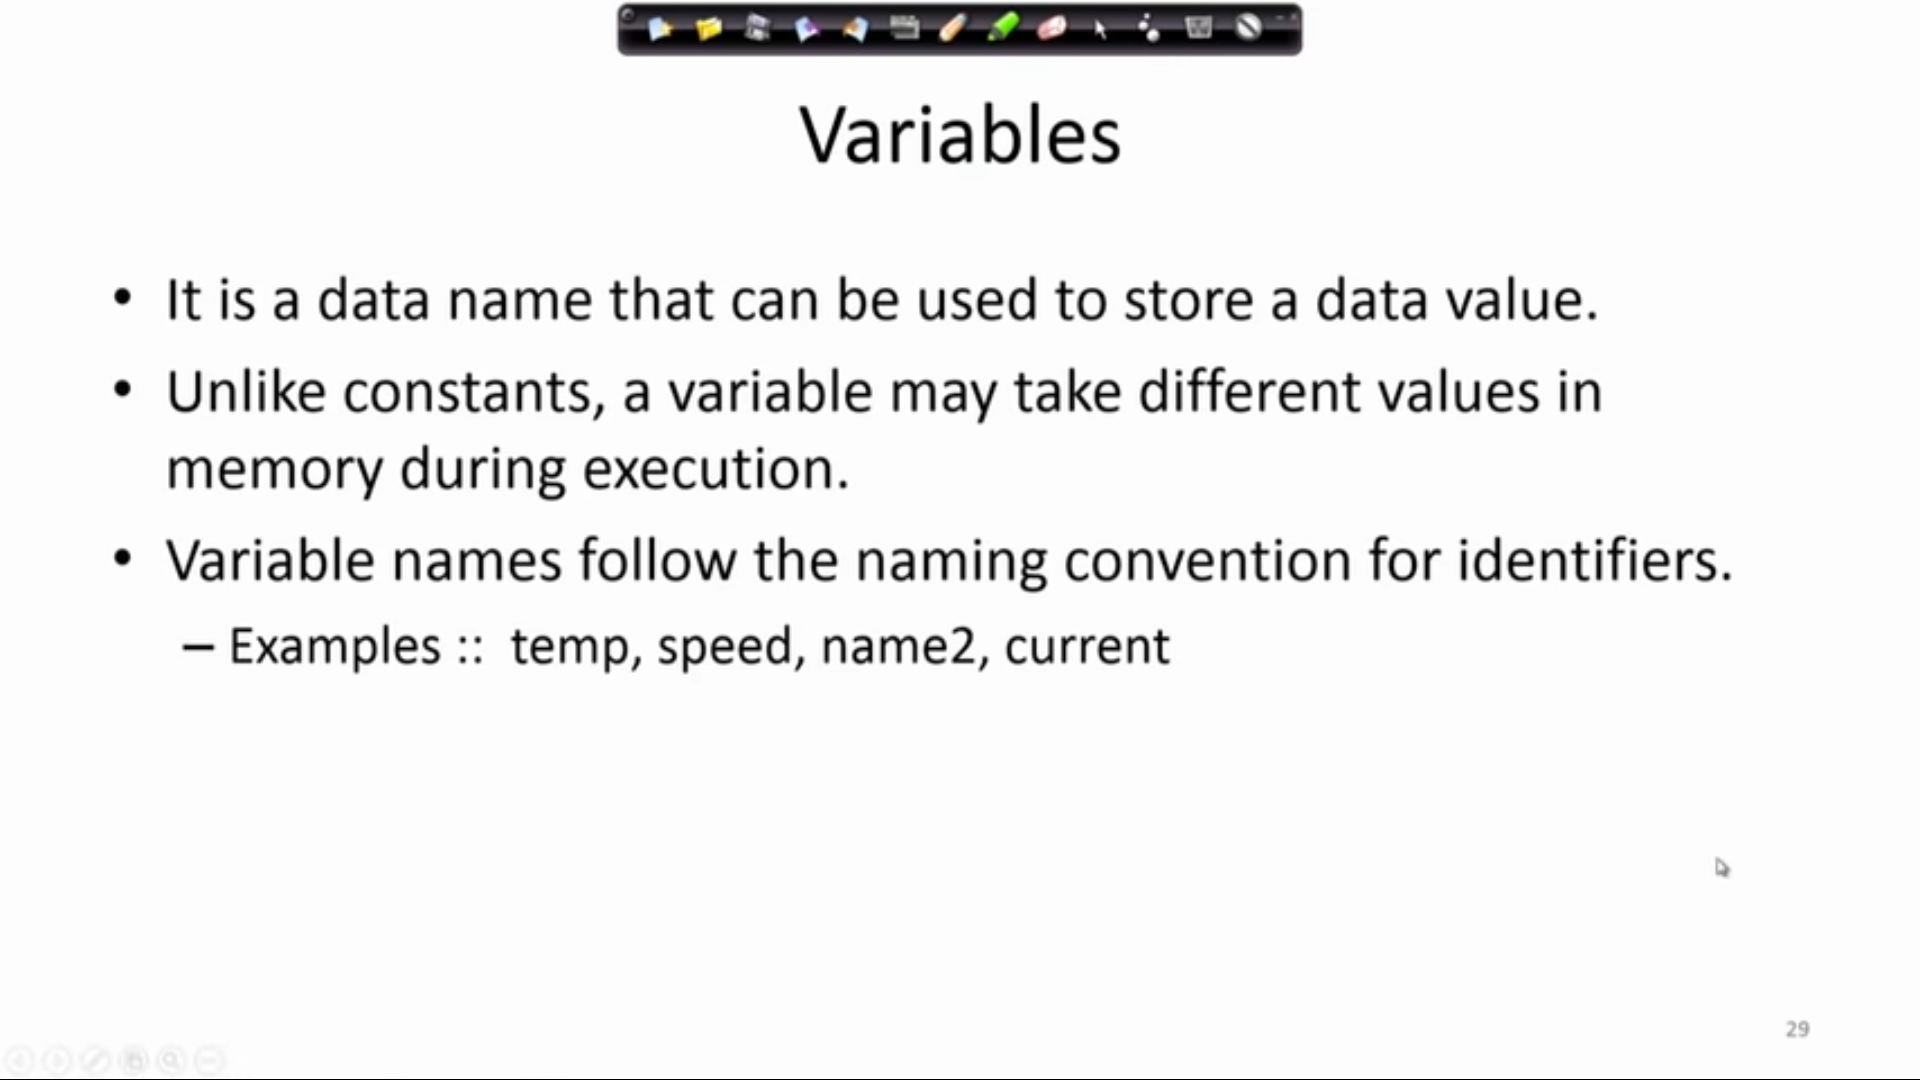 Variables
• It is a data name that can be used to store a data value.
• Unlike constants, a variable may take different values in
memory during execution.
• Variable names follow the naming convention for identifiers.
– Examples :: temp, speed, name2, current
29